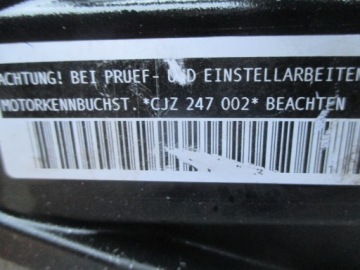 ACHTUNG! BEI PRUEF- UND EINSTELLARBEITEN
MOTORKENNBUCHST. *CJZ 247 002* BEACHTEN